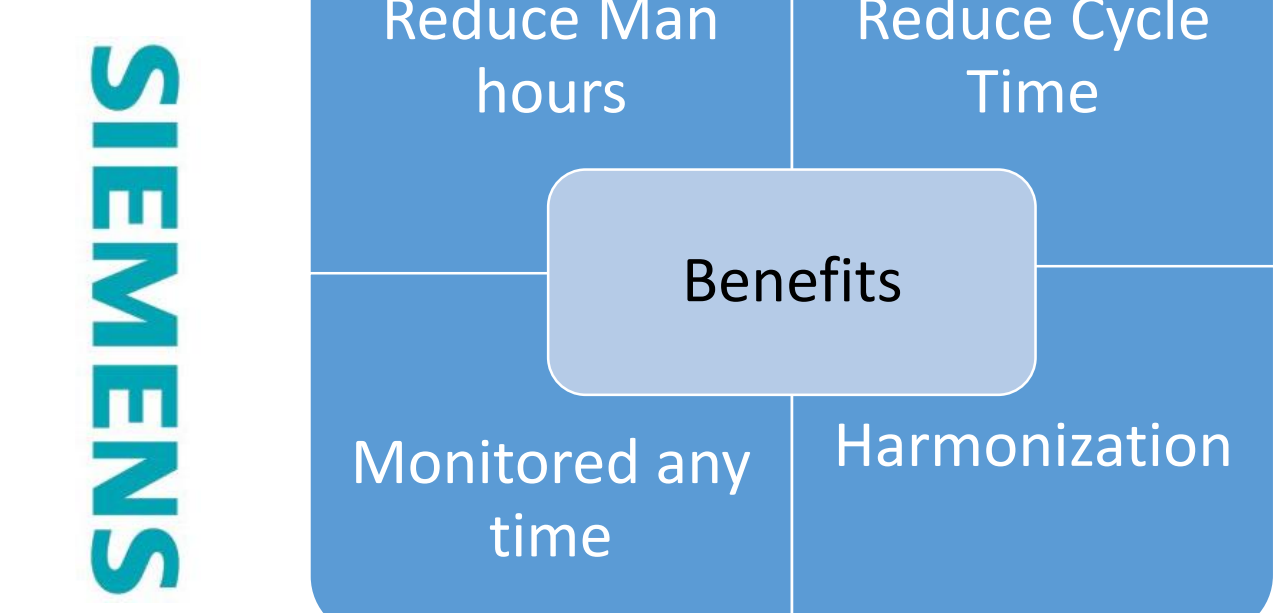 SIEMENS
Reduce Man
hours
Reduce Cycle
Time
Benefits
Monitored any
time
Harmonization